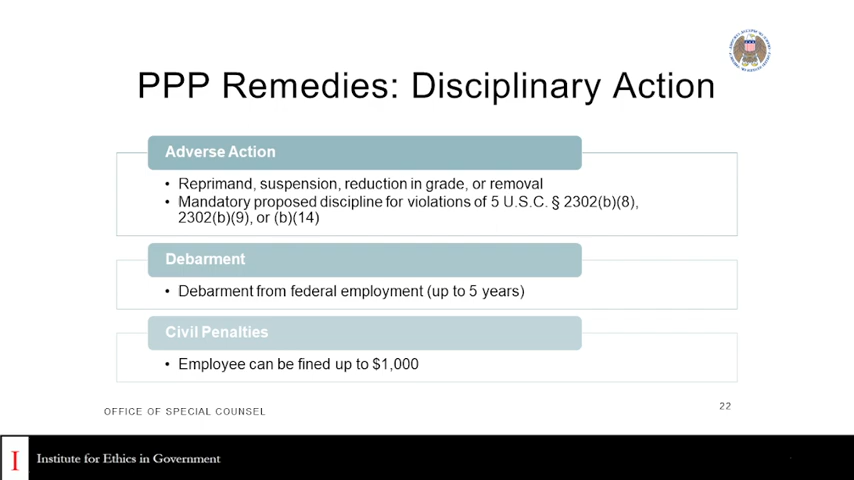 PPP Remedies: Disciplinary Action
Adverse Action
• Reprimand, suspension, reduction in grade, or removal
• Mandatory proposed discipline for violations of 5 U.S.C. § 2302(b)(8),
2302(b)(9), or (b)(14)
Debarment
• Debarment from federal employment (up to 5 years)
Civil Penalties
• Employee can be fined up to $1,000
OFFICE OF SPECIAL COUNSEL
22
I
Institute for Ethics in Government